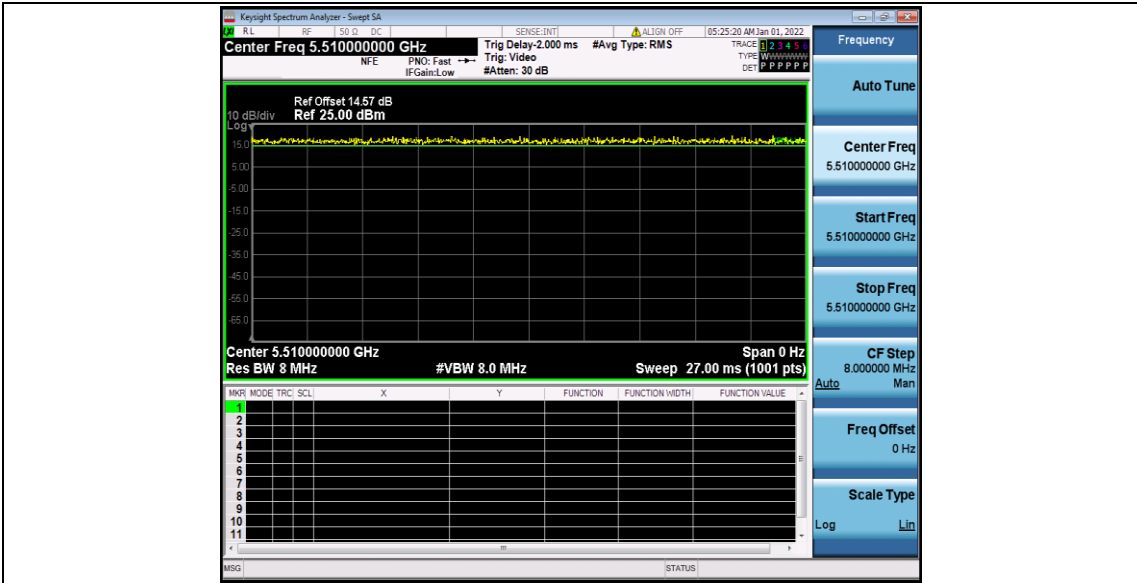 Keysight Spectrum Analyzer - Swept SA
RL RF 50 Ω DC SENSE:INT ALIGN OFF 05:25:20 AM Jan 01, 2022
Center Freq 5.510000000 GHz
NFE
PNO: Fast
IFGain:Low
Trig Delay-2.000 ms
Trig: Video
#Atten: 30 dB
#Avg Type: RMS
TRACE 1 2 3 4 5 6
TYPE WWWWWW
DET P P P P P P
Ref Offset 14.57 dB
10 dB/div Ref 25.00 dBm
Log
15.0
5.00
-5.00
-15.0
-25.0
-35.0
-45.0
-55.0
-65.0
Center 5.510000000 GHz Span 0 Hz
Res BW 8 MHz #VBW 8.0 MHz Sweep 27.00 ms (1001 pts)
MKR MODE TRC SCL X Y FUNCTION FUNCTION WIDTH FUNCTION VALUE
1
2
3
4
5
6
7
8
9
10
11
MSG STATUS
Frequency
Auto Tune
Center Freq
5.510000000 GHz
Start Freq
5.510000000 GHz
Stop Freq
5.510000000 GHz
CF Step
8.000000 MHz
Auto Man
Freq Offset
0 Hz
Scale Type
Log Lin